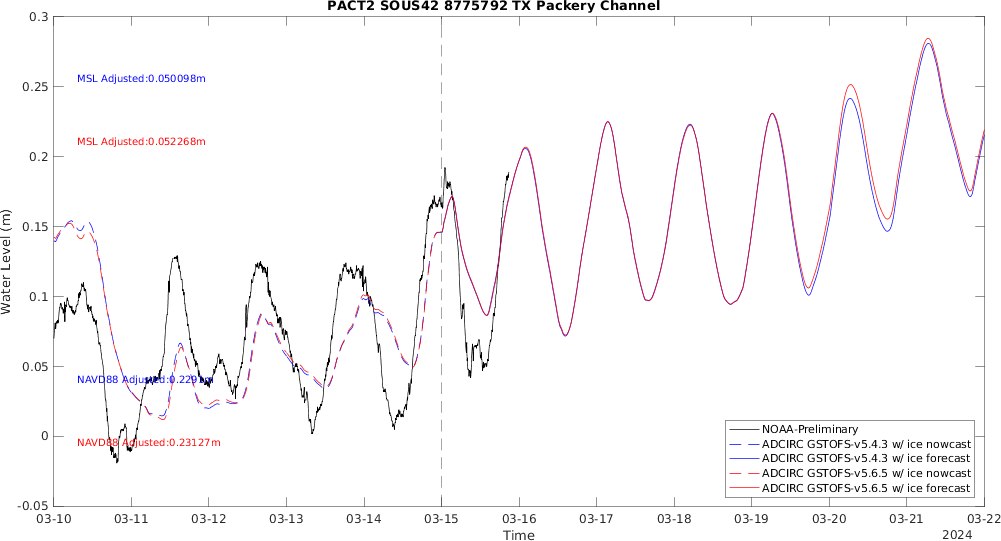 PACT2 SOUS42 8775792 TX Packery Channel
0.3
0.25
0.2
0.15
0.1
0.05
0
-0.05
Water Level (m)
MSL Adjusted:0.050098m
MSL Adjusted:0.052268m
NAVD88 Adjusted:0.229
NAVD88 Adjusted:0.23127m
NOAA-Preliminary
ADCIRC GSTOFS-v5.4.3 w/ ice nowcast
ADCIRC GSTOFS-v5.4.3 w/ ice forecast
ADCIRC GSTOFS-v5.6.5 w/ ice nowcast
ADCIRC GSTOFS-v5.6.5 w/ ice forecast
03-10 03-11 03-12 03-13 03-14 03-15 03-16 03-17 03-18 03-19 03-20 03-21 03-22
Time
2024